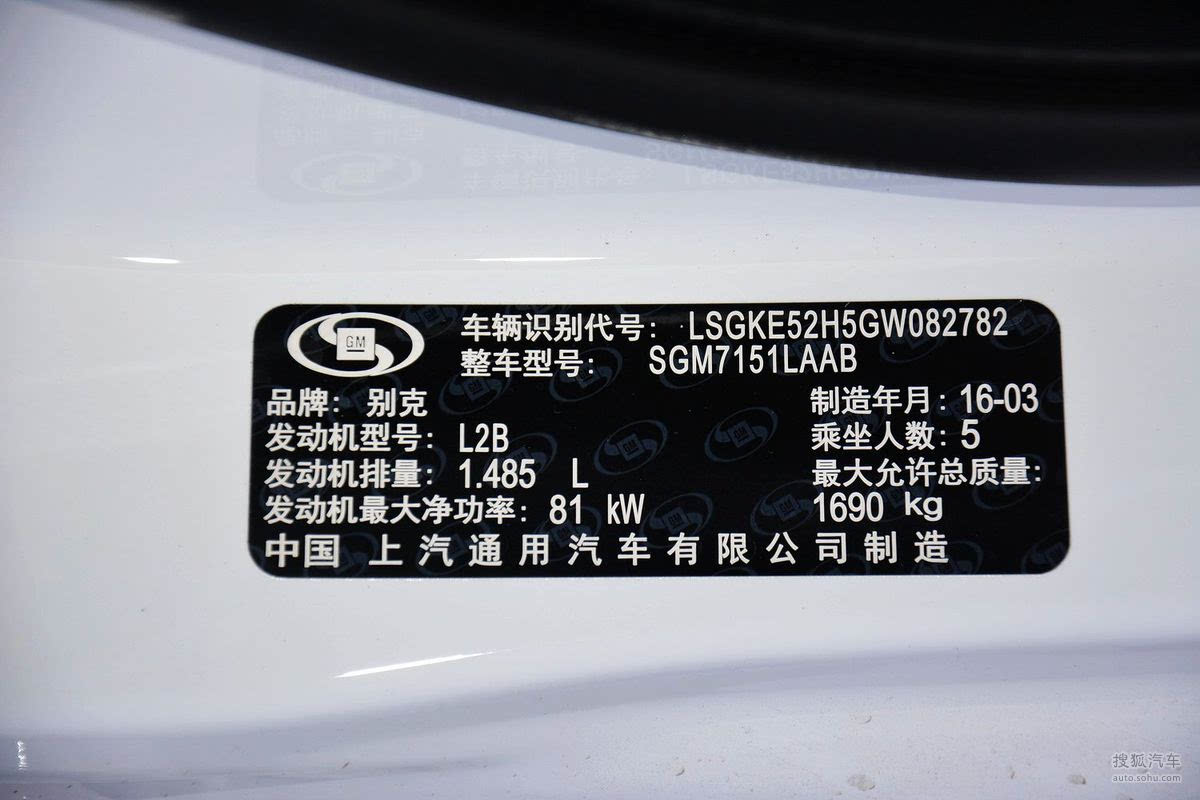 GM
车辆识别代号: LSGKE52H5GW082782
整车型号: SGM7151LAAB
品牌: 别克 制造年月: 16-03
发动机型号: L2B 乘坐人数: 5
发动机排量: 1.485 L 最大允许总质量:
发动机最大净功率: 81 kW 1690 kg
中国 上汽通用汽车有限公司制造
搜狐汽车
auto.sohu.com